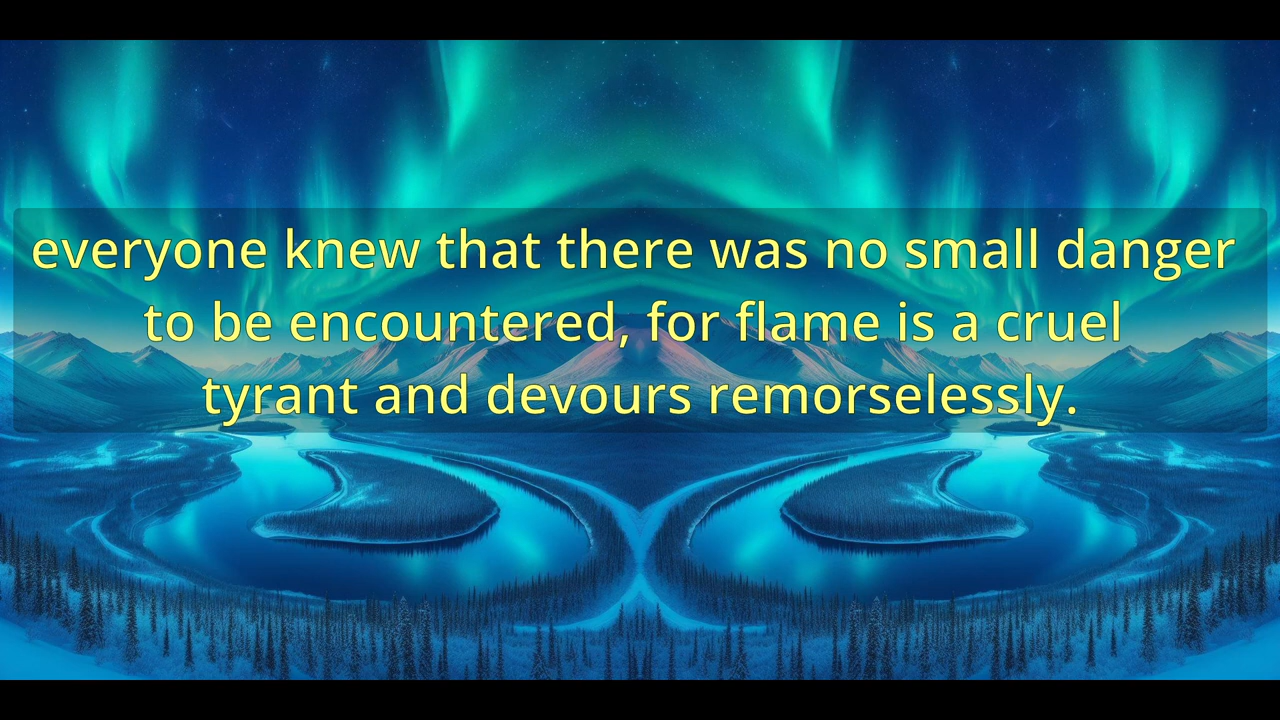 everyone knew that there was no small danger
to be encountered, for flame is a cruel
tyrant and devours remorselessly.